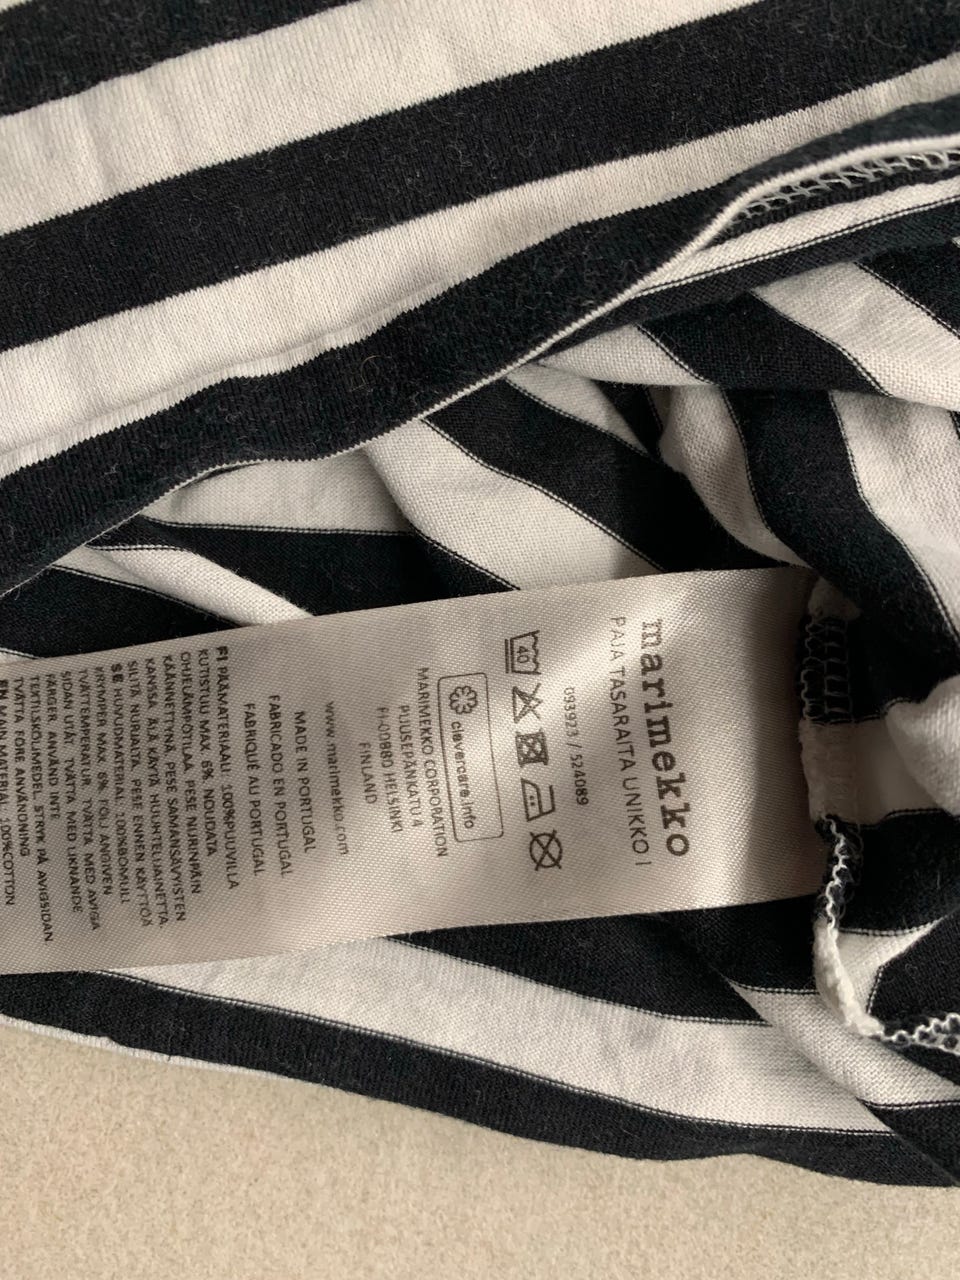 marimekko
PAJA TASARAITA UNIKKO I
093923 / 524089
40
clevercare.info
MARIMEKKO CORPORATION
PUUSEPÄNKATU 4
FI-00880 HELSINKI
FINLAND
www.marimekko.com
MADE IN PORTUGAL
FABRICADO EN PORTUGAL
FABRIQUÉ AU PORTUGAL
FI PÄÄMATERIAALI: 100%PUUVILLA
KUTISTUU MAX. 6%. NOUDATA
OHJELÄMPÖTILAA. PESE NURINPÄIN
KÄÄNNETTYNÄ. PESE SAMANSÄVYISTEN
KANSSA. ÄLÄ KÄYTÄ HUUHTELUAINETTA.
SILITÄ NURJALTA. PESE ENNEN KÄYTTÖÄ
SE HUVUDMATERIAL: 100%BOMULL
KRYMPER MAX. 6%. FÖLJ ANGIVEN
TVÄTTEMPERATUR. TVÄTTA MED AVIGA
SIDAN UTÅT. TVÄTTA MED LIKNANDE
FÄRGER. ANVÄND INTE
TEXTILSKÖLJMEDEL. STRYK PÅ AVIGSIDAN
TVÄTTA FÖRE ANVÄNDNING
EN MAIN MATERIAL: 100%COTTON